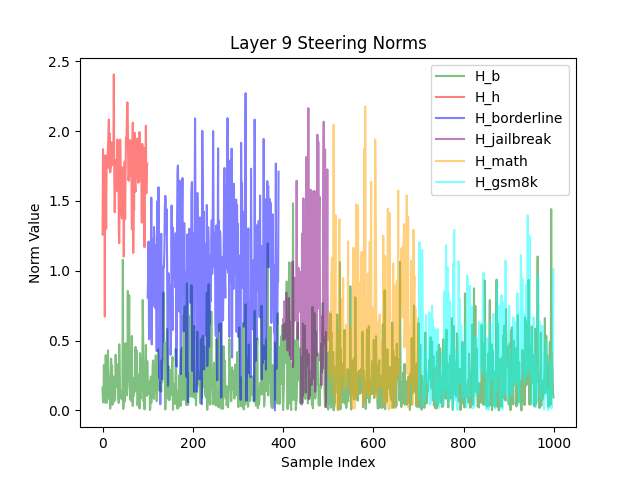 Layer 9 Steering Norms
2.5
2.0
1.5
1.0
0.5
0.0
Norm Value
H_b
H_h
H_borderline
H_jailbreak
H_math
H_gsm8k
0
200
400
600
800
1000
Sample Index